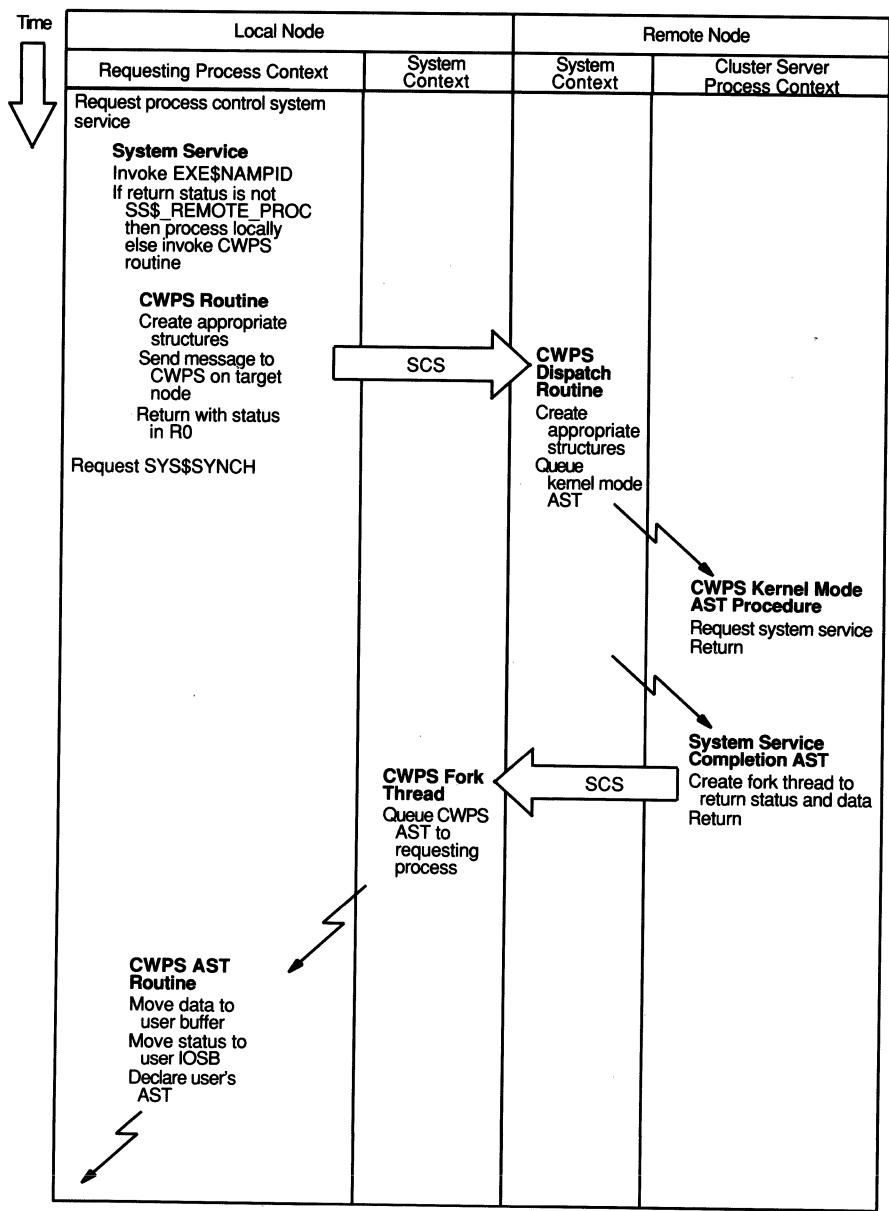 Time
Local Node
Remote Node
Requesting Process Context
System
Context
System
Context
Cluster Server
Process Context
Request process control system
service
System Service
Invoke EXE$NAMPID
If return status is not
SS$_REMOTE_PROC
then process locally
else invoke CWPS
routine
CWPS Routine
Create appropriate
structures
Send message to
CWPS on target
node
Return with status
in R0
Request SYS$SYNCH
SCS
CWPS
Dispatch
Routine
Create
appropriate
structures
Queue
kernel mode
AST
CWPS Kernel Mode
AST Procedure
Request system service
Return
System Service
Completion AST
Create fork thread to
return status and data
Return
SCS
CWPS Fork
Thread
Queue CWPS
AST to
requesting
process
CWPS AST
Routine
Move data to
user buffer
Move status to
user IOSB
Declare user's
AST